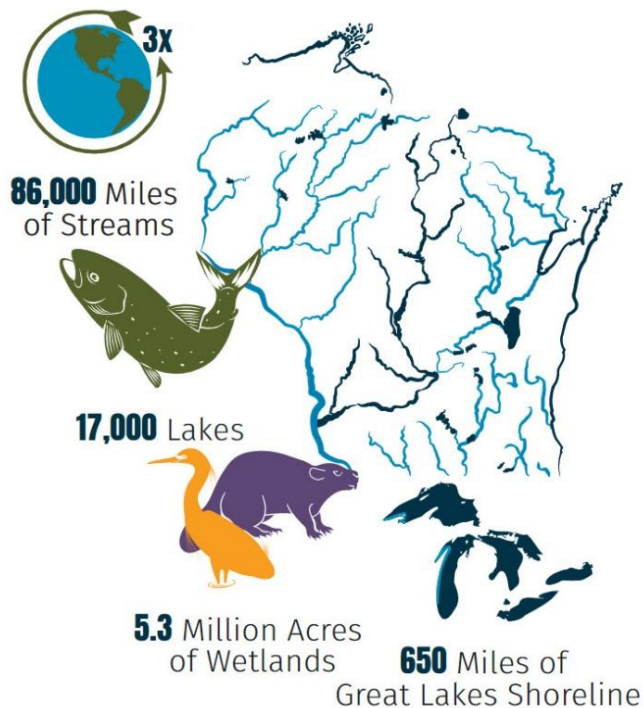 3x
86,000 Miles
of Streams
17,000 Lakes
5.3 Million Acres
of Wetlands
650 Miles of
Great Lakes Shoreline